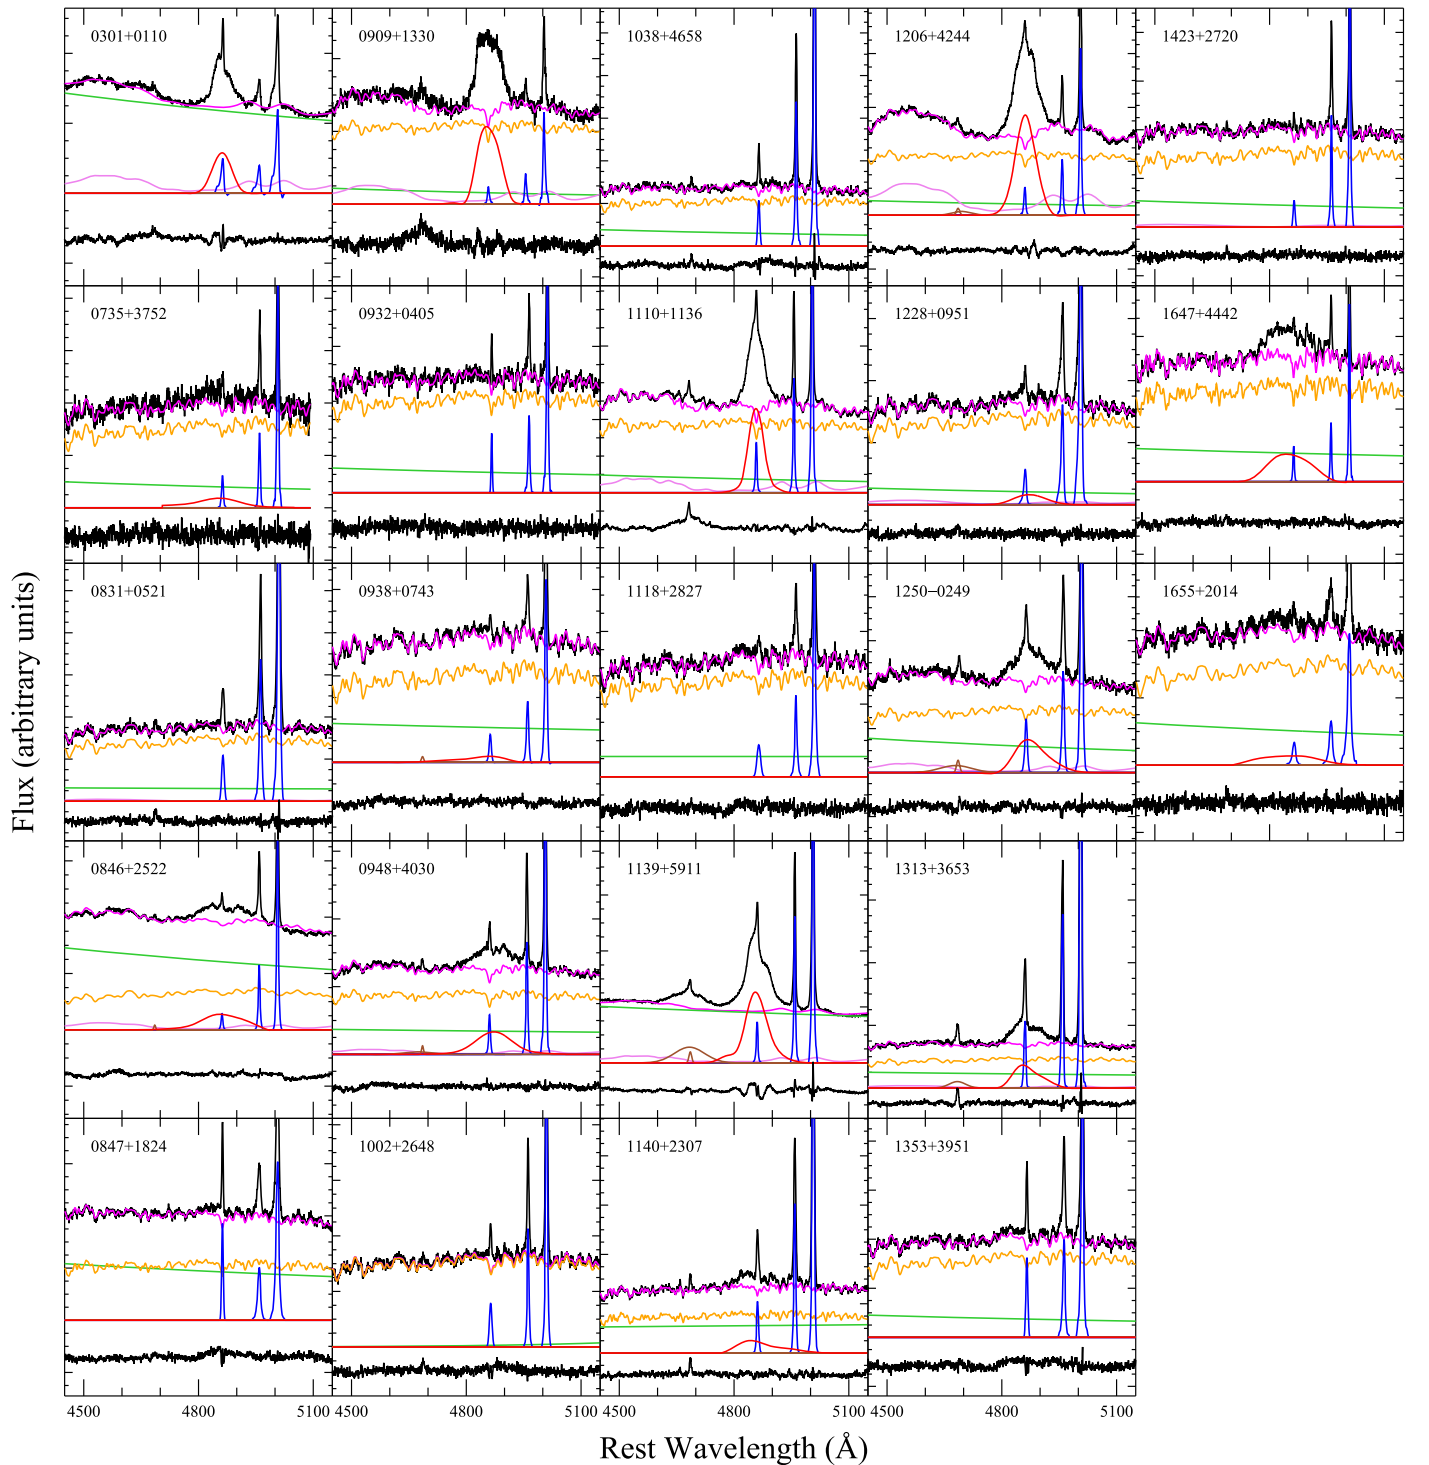 0301+0110 0909+1330 1038+4658 1206+4244 1423+2720
0735+3752 0932+0405 1110+1136 1228+0951 1647+4442
0831+0521 0938+0743 1118+2827 1250−0249 1655+2014
0846+2522 0948+4030 1139+5911 1313+3653
0847+1824 1002+2648 1140+2307 1353+3951
Flux (arbitrary units)
4500 4800 5100 4500 4800 5100 4500 4800 5100 4500 4800 5100
Rest Wavelength (Å)